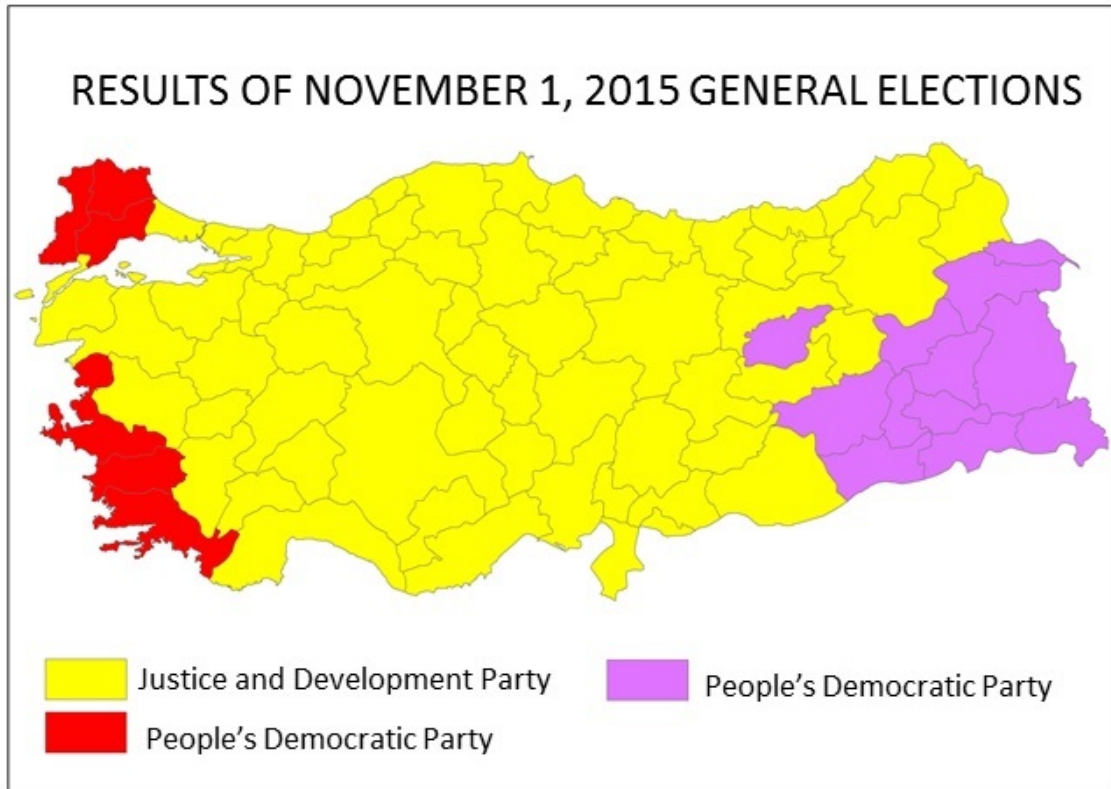 RESULTS OF NOVEMBER 1, 2015 GENERAL ELECTIONS
Justice and Development Party
People's Democratic Party
People's Democratic Party